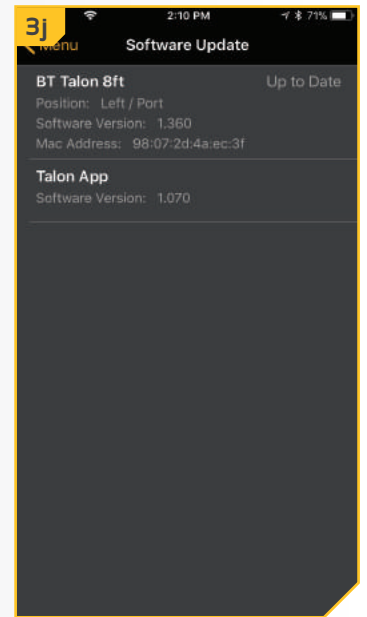 3j
2:10 PM
71%
Menu
Software Update
BT Talon 8ft
Up to Date
Position: Left / Port
Software Version: 1.360
Mac Address: 98:07:2d:4a:ec:3f
Talon App
Software Version: 1.070